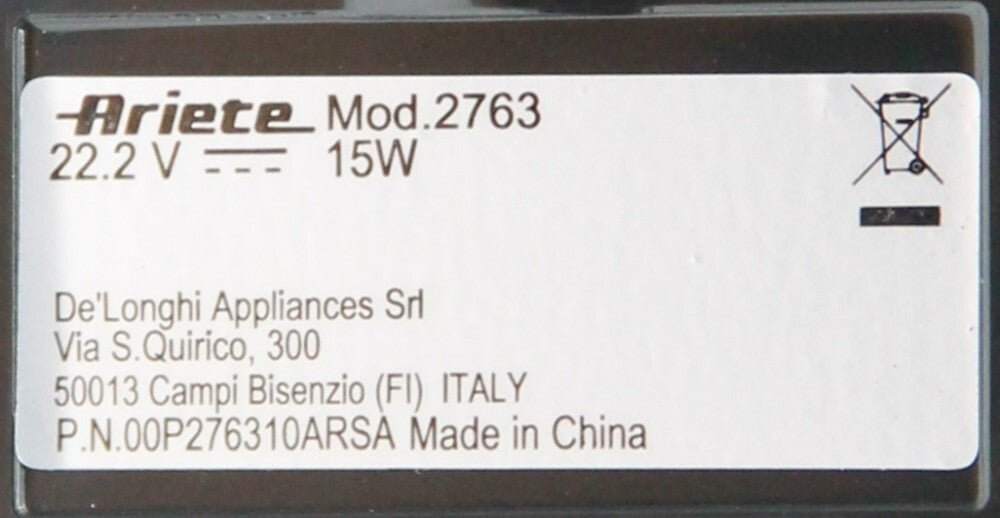 Ariete Mod.2763
22.2 V 15W
De'Longhi Appliances Srl
Via S.Quirico, 300
50013 Campi Bisenzio (FI) ITALY
P.N.00P276310ARSA Made in China